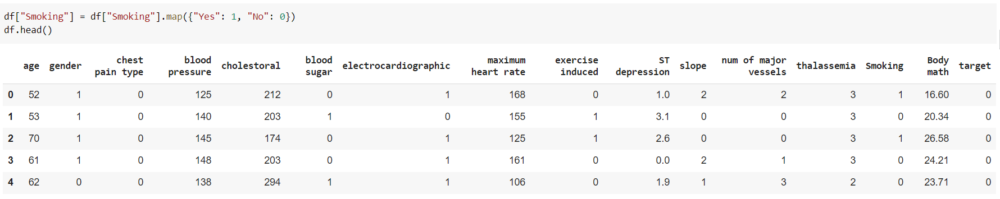 df["Smoking"] = df["Smoking"].map({"Yes": 1, "No": 0})
df.head()
age gender chest pain type blood pressure cholestoral blood sugar electrocardiographic maximum heart rate exercise induced ST depression slope num of major vessels thalassemia Smoking Body math target
0 52 1 0 125 212 0 1 168 0 1.0 2 2 3 1 16.60 0
1 53 1 0 140 203 1 0 155 1 3.1 0 0 3 0 20.34 0
2 70 1 0 145 174 0 1 125 1 2.6 0 0 3 1 26.58 0
3 61 1 0 148 203 0 1 161 0 0.0 2 1 3 0 24.21 0
4 62 0 0 138 294 1 1 106 0 1.9 1 3 2 0 23.71 0